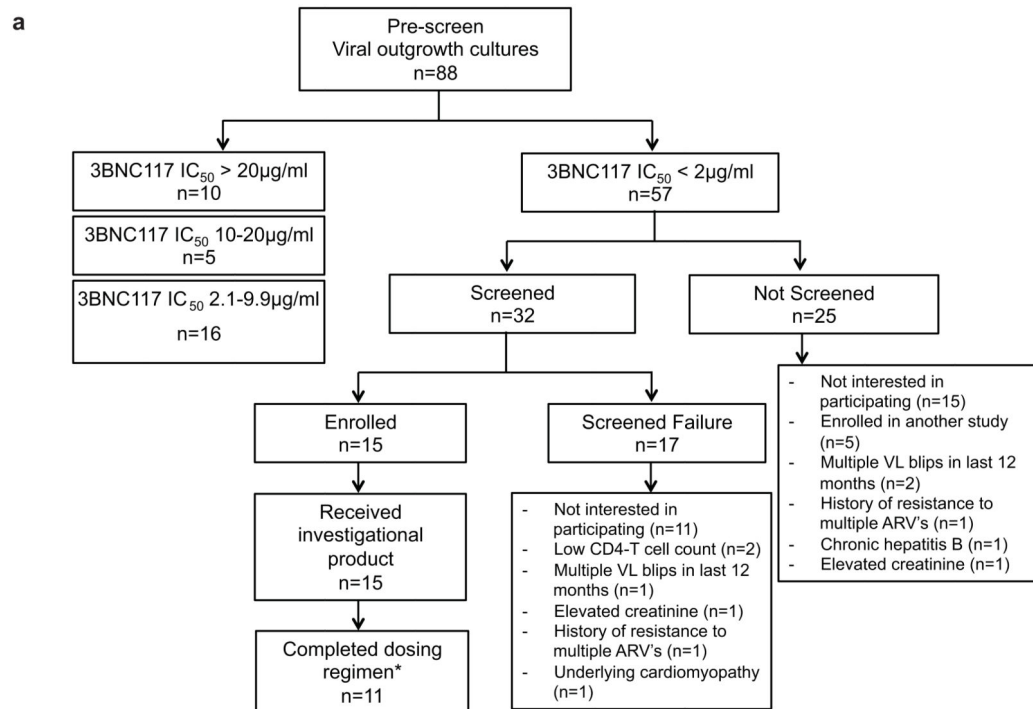 a
Pre-screen
Viral outgrowth cultures
n=88
3BNC117 IC50 > 20µg/ml
n=10
3BNC117 IC50 10-20µg/ml
n=5
3BNC117 IC50 2.1-9.9µg/ml
n=16
3BNC117 IC50 < 2µg/ml
n=57
Screened
n=32
Not Screened
n=25
- Not interested in
participating (n=15)
- Enrolled in another study
(n=5)
- Multiple VL blips in last 12
months (n=2)
- History of resistance to
multiple ARV's (n=1)
- Chronic hepatitis B (n=1)
- Elevated creatinine (n=1)
Enrolled
n=15
Screened Failure
n=17
Received
investigational
product
n=15
- Not interested in
participating (n=11)
- Low CD4-T cell count (n=2)
- Multiple VL blips in last 12
months (n=1)
- Elevated creatinine (n=1)
- History of resistance to
multiple ARV's (n=1)
- Underlying cardiomyopathy
(n=1)
Completed dosing
regimen*
n=11